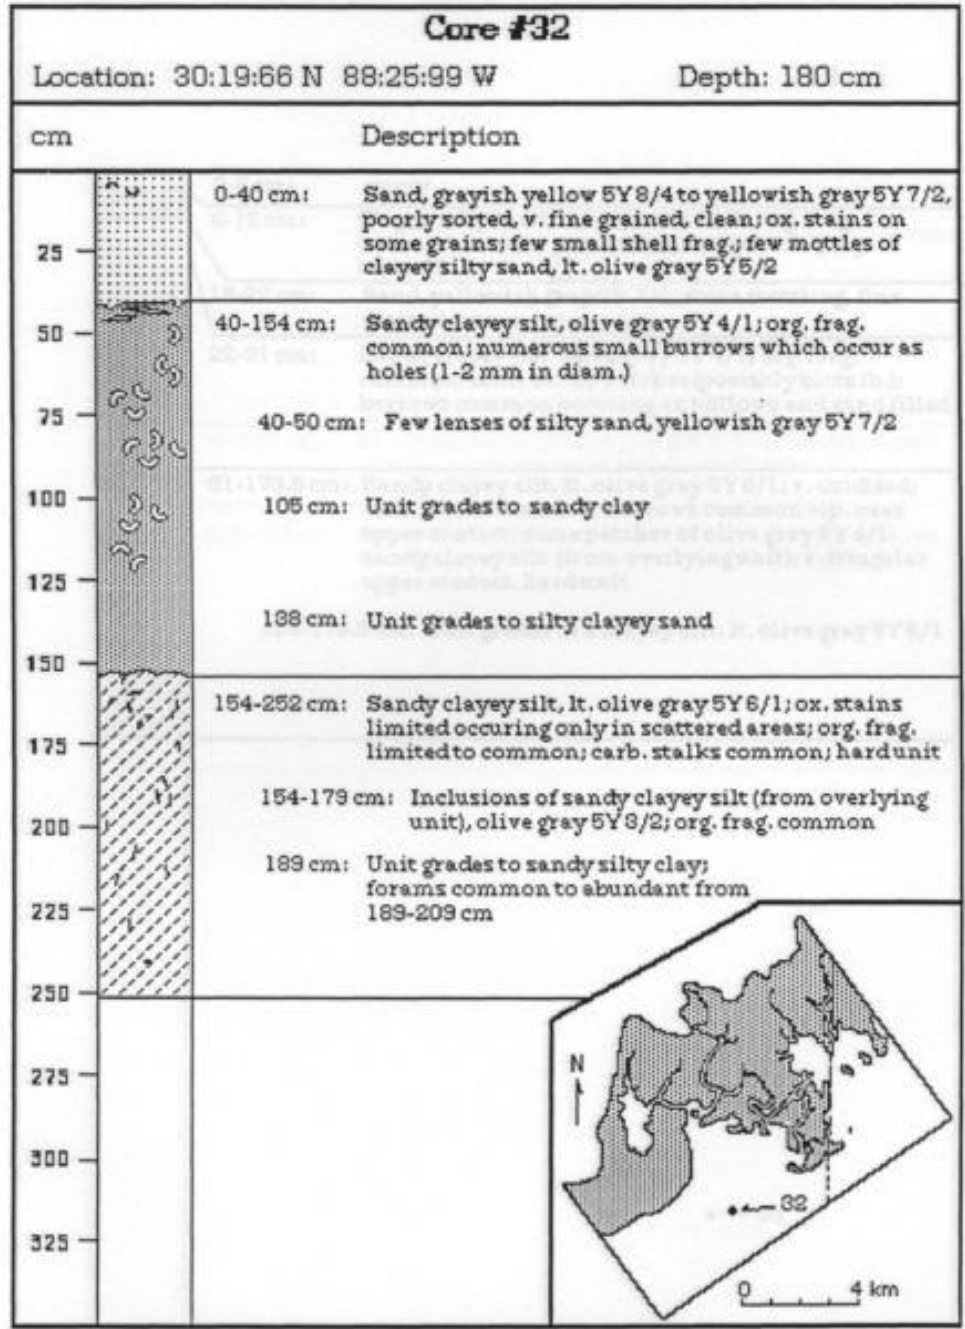 Core #32
Location: 30:19:66 N 88:25:99 W Depth: 180 cm
cm Description
0-40 cm: Sand, grayish yellow 5Y 8/4 to yellowish gray 5Y 7/2,
poorly sorted, v. fine grained, clean; ox. stains on
some grains; few small shell frag.; few mottles of
clayey silty sand, lt. olive gray 5Y 5/2
25
40-154 cm: Sandy clayey silt, olive gray 5Y 4/1; org. frag.
common; numerous small burrows which occur as
holes (1-2 mm in diam.)
50
75
40-50 cm: Few lenses of silty sand, yellowish gray 5Y 7/2
100
105 cm: Unit grades to sandy clay
125
138 cm: Unit grades to silty clayey sand
150
154-252 cm: Sandy clayey silt, lt. olive gray 5Y 6/1; ox. stains
limited occuring only in scattered areas; org. frag.
limited to common; carb. stalks common; hard unit
175
154-179 cm: Inclusions of sandy clayey silt (from overlying
unit), olive gray 5Y 3/2; org. frag. common
200
189 cm: Unit grades to sandy silty clay;
forams common to abundant from
189-209 cm
225
250
275
300
325
N
32
0 4 km